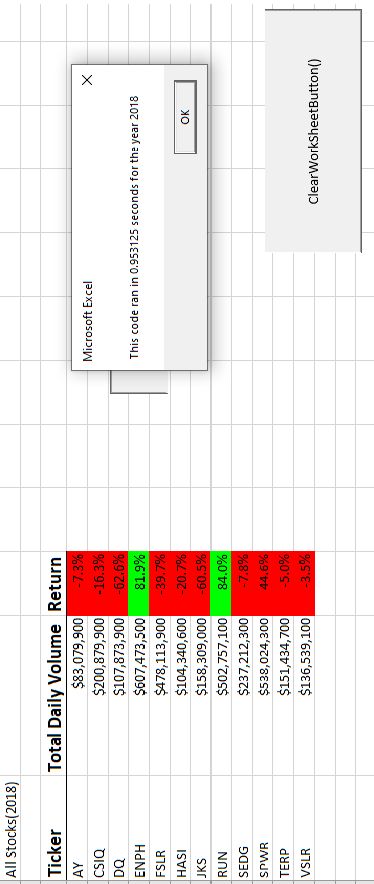 All Stocks(2018)
Ticker Total Daily Volume Return
AY $83,079,900 -7.3%
CSIQ $200,879,900 -16.3%
DQ $107,873,900 -62.6%
ENPH $607,473,500 81.9%
FSLR $478,113,900 -39.7%
HASI $104,340,600 -20.7%
JKS $158,309,000 -60.5%
RUN $502,757,100 84.0%
SEDG $237,212,300 -7.8%
SPWR $538,024,300 -44.6%
TERP $151,434,700 -5.0%
VSLR $136,539,100 -3.5%
Microsoft Excel
This code ran in 0.953125 seconds for the year 2018
OK
ClearWorkSheetButton()